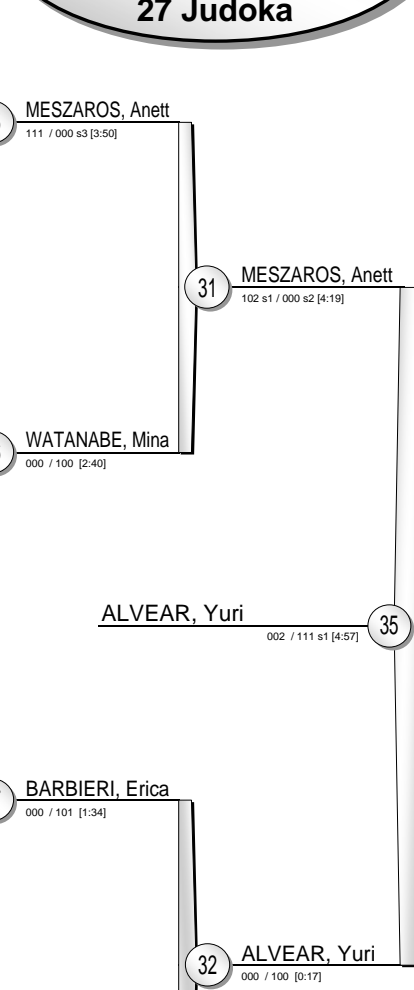 27 Judoka
MESZAROS, Anett
111 / 000 s3 [3:50]
31
MESZAROS, Anett
102 s1 / 000 s2 [4:19]
WATANABE, Mina
000 / 100 [2:40]
ALVEAR, Yuri
002 / 111 s1 [4:57]
35
BARBIERI, Erica
000 / 101 [1:34]
32
ALVEAR, Yuri
000 / 100 [0:17]